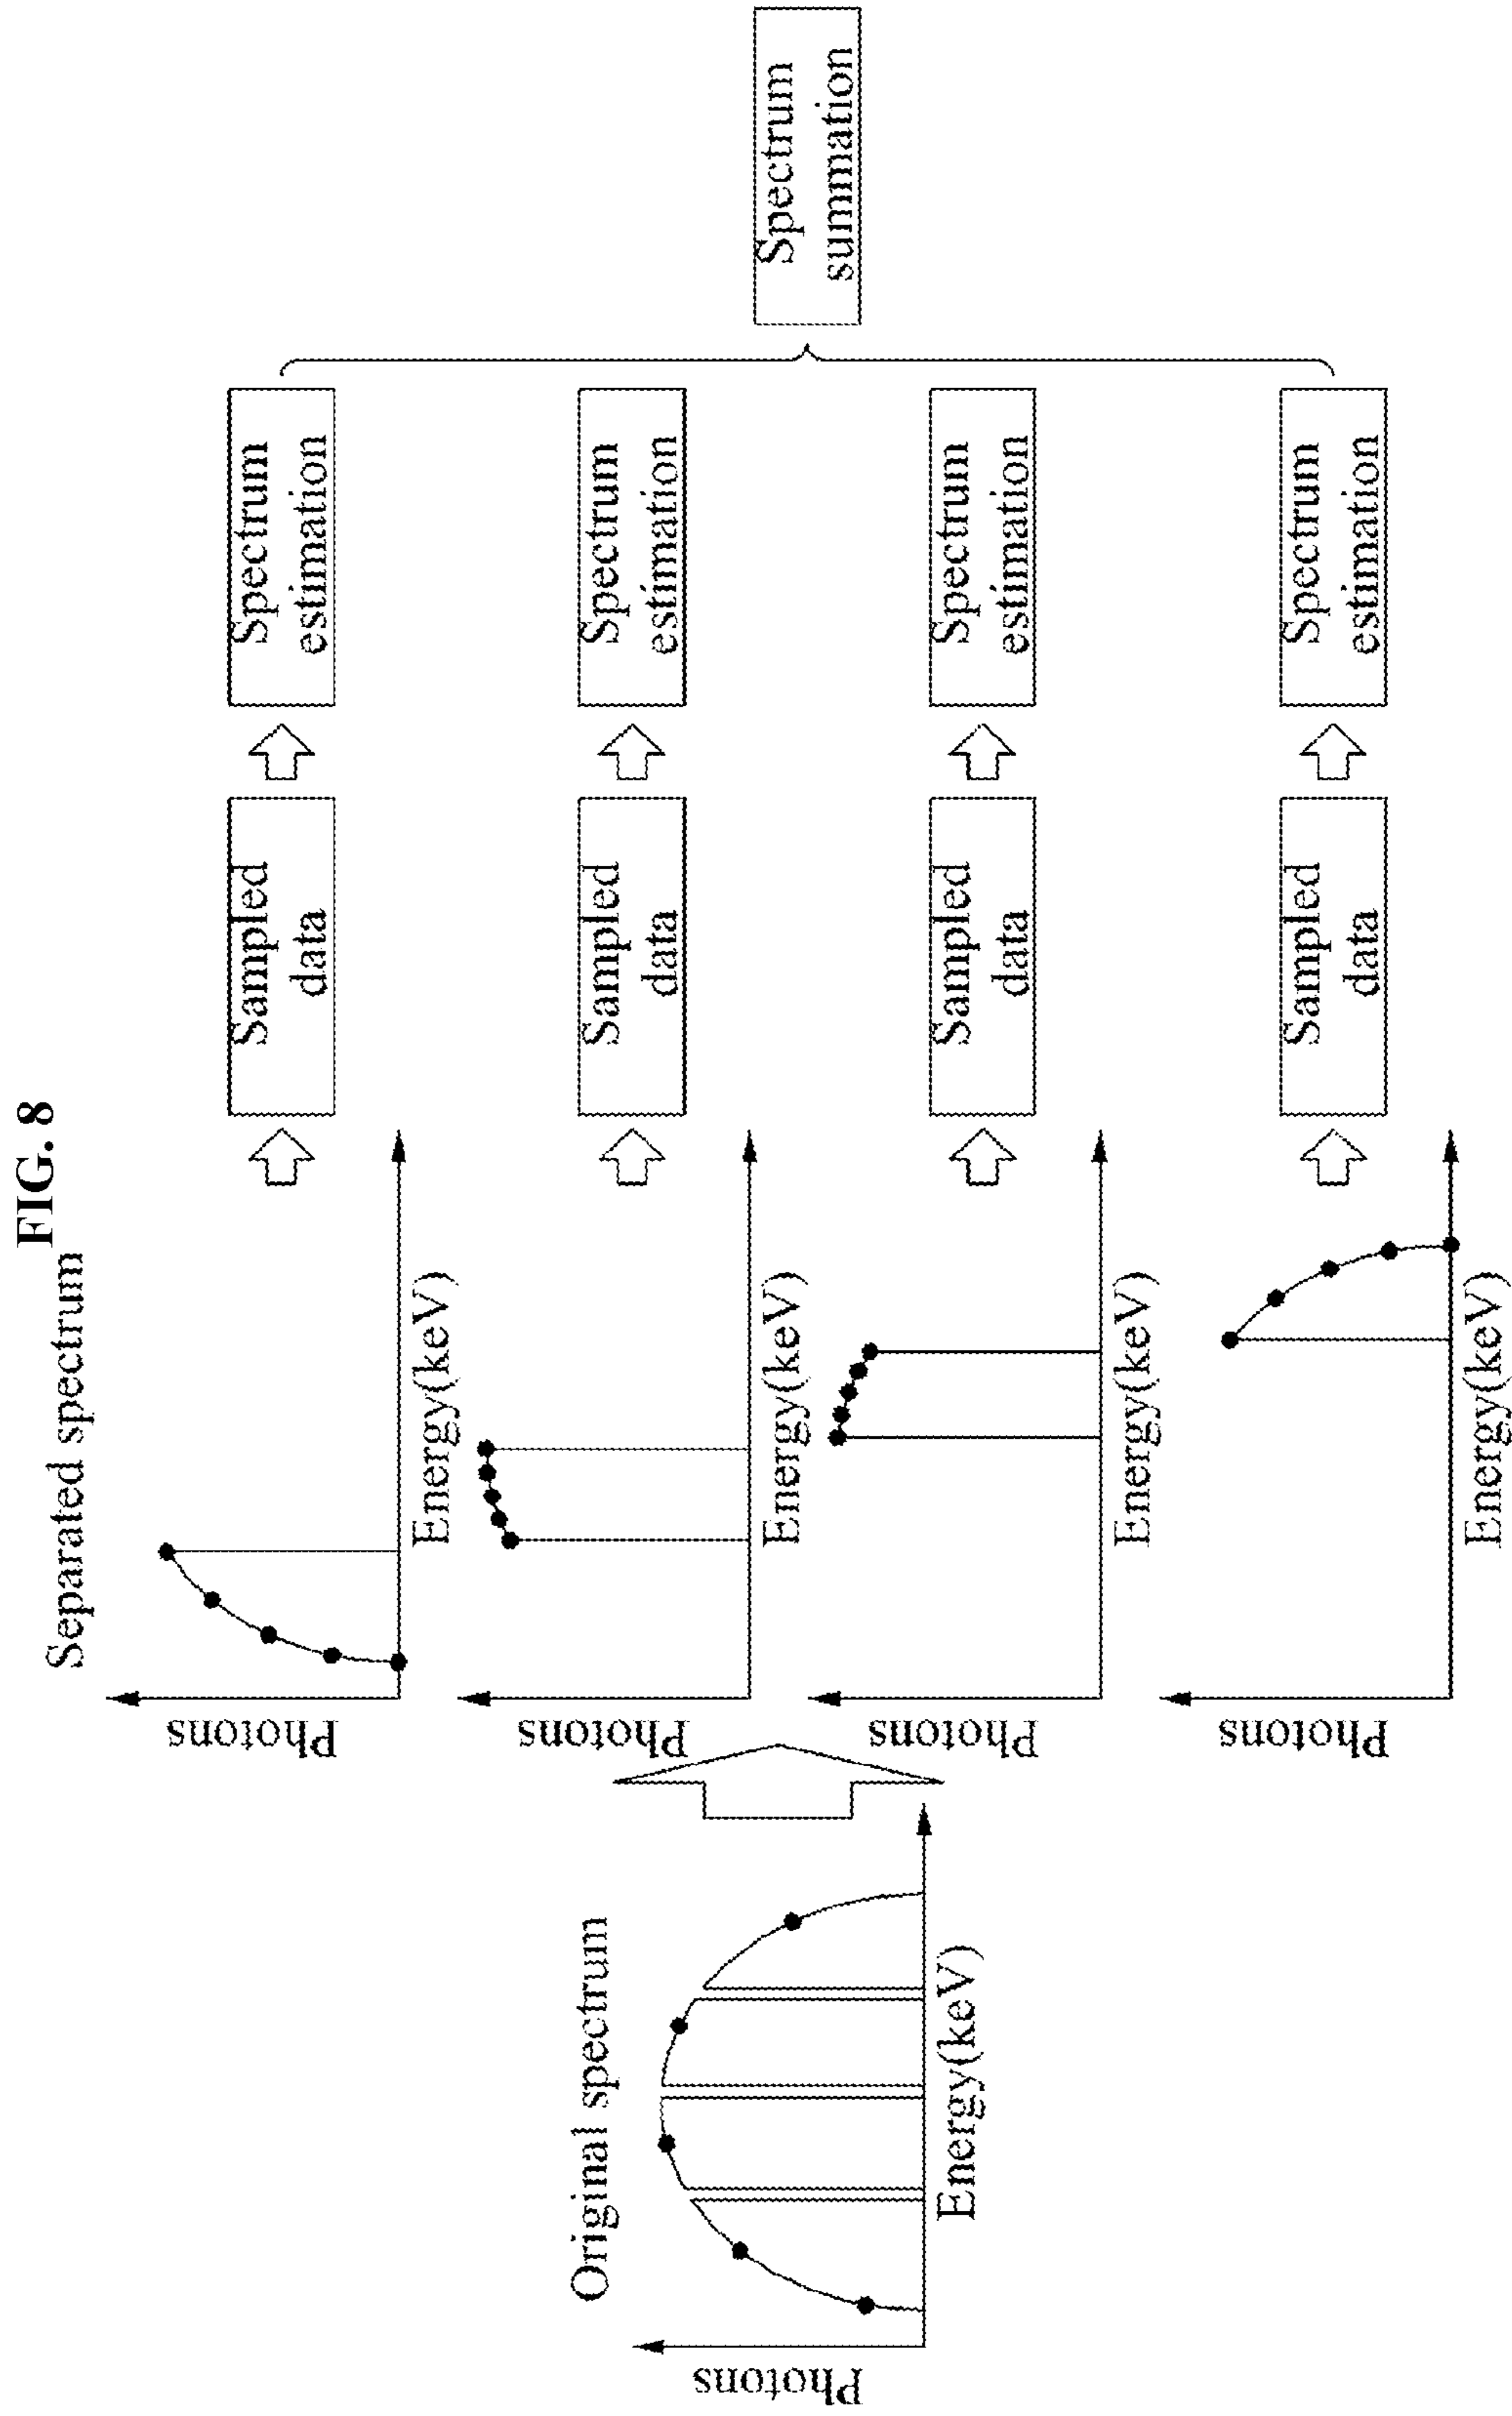 FIG. 8
Original spectrum
Photons
Energy(keV)
Separated spectrum
Photons
Energy(keV)
Sampled
data
Spectrum
estimation
Photons
Energy(keV)
Sampled
data
Spectrum
estimation
Photons
Energy(keV)
Sampled
data
Spectrum
estimation
Photons
Energy(keV)
Sampled
data
Spectrum
estimation
Spectrum
summation